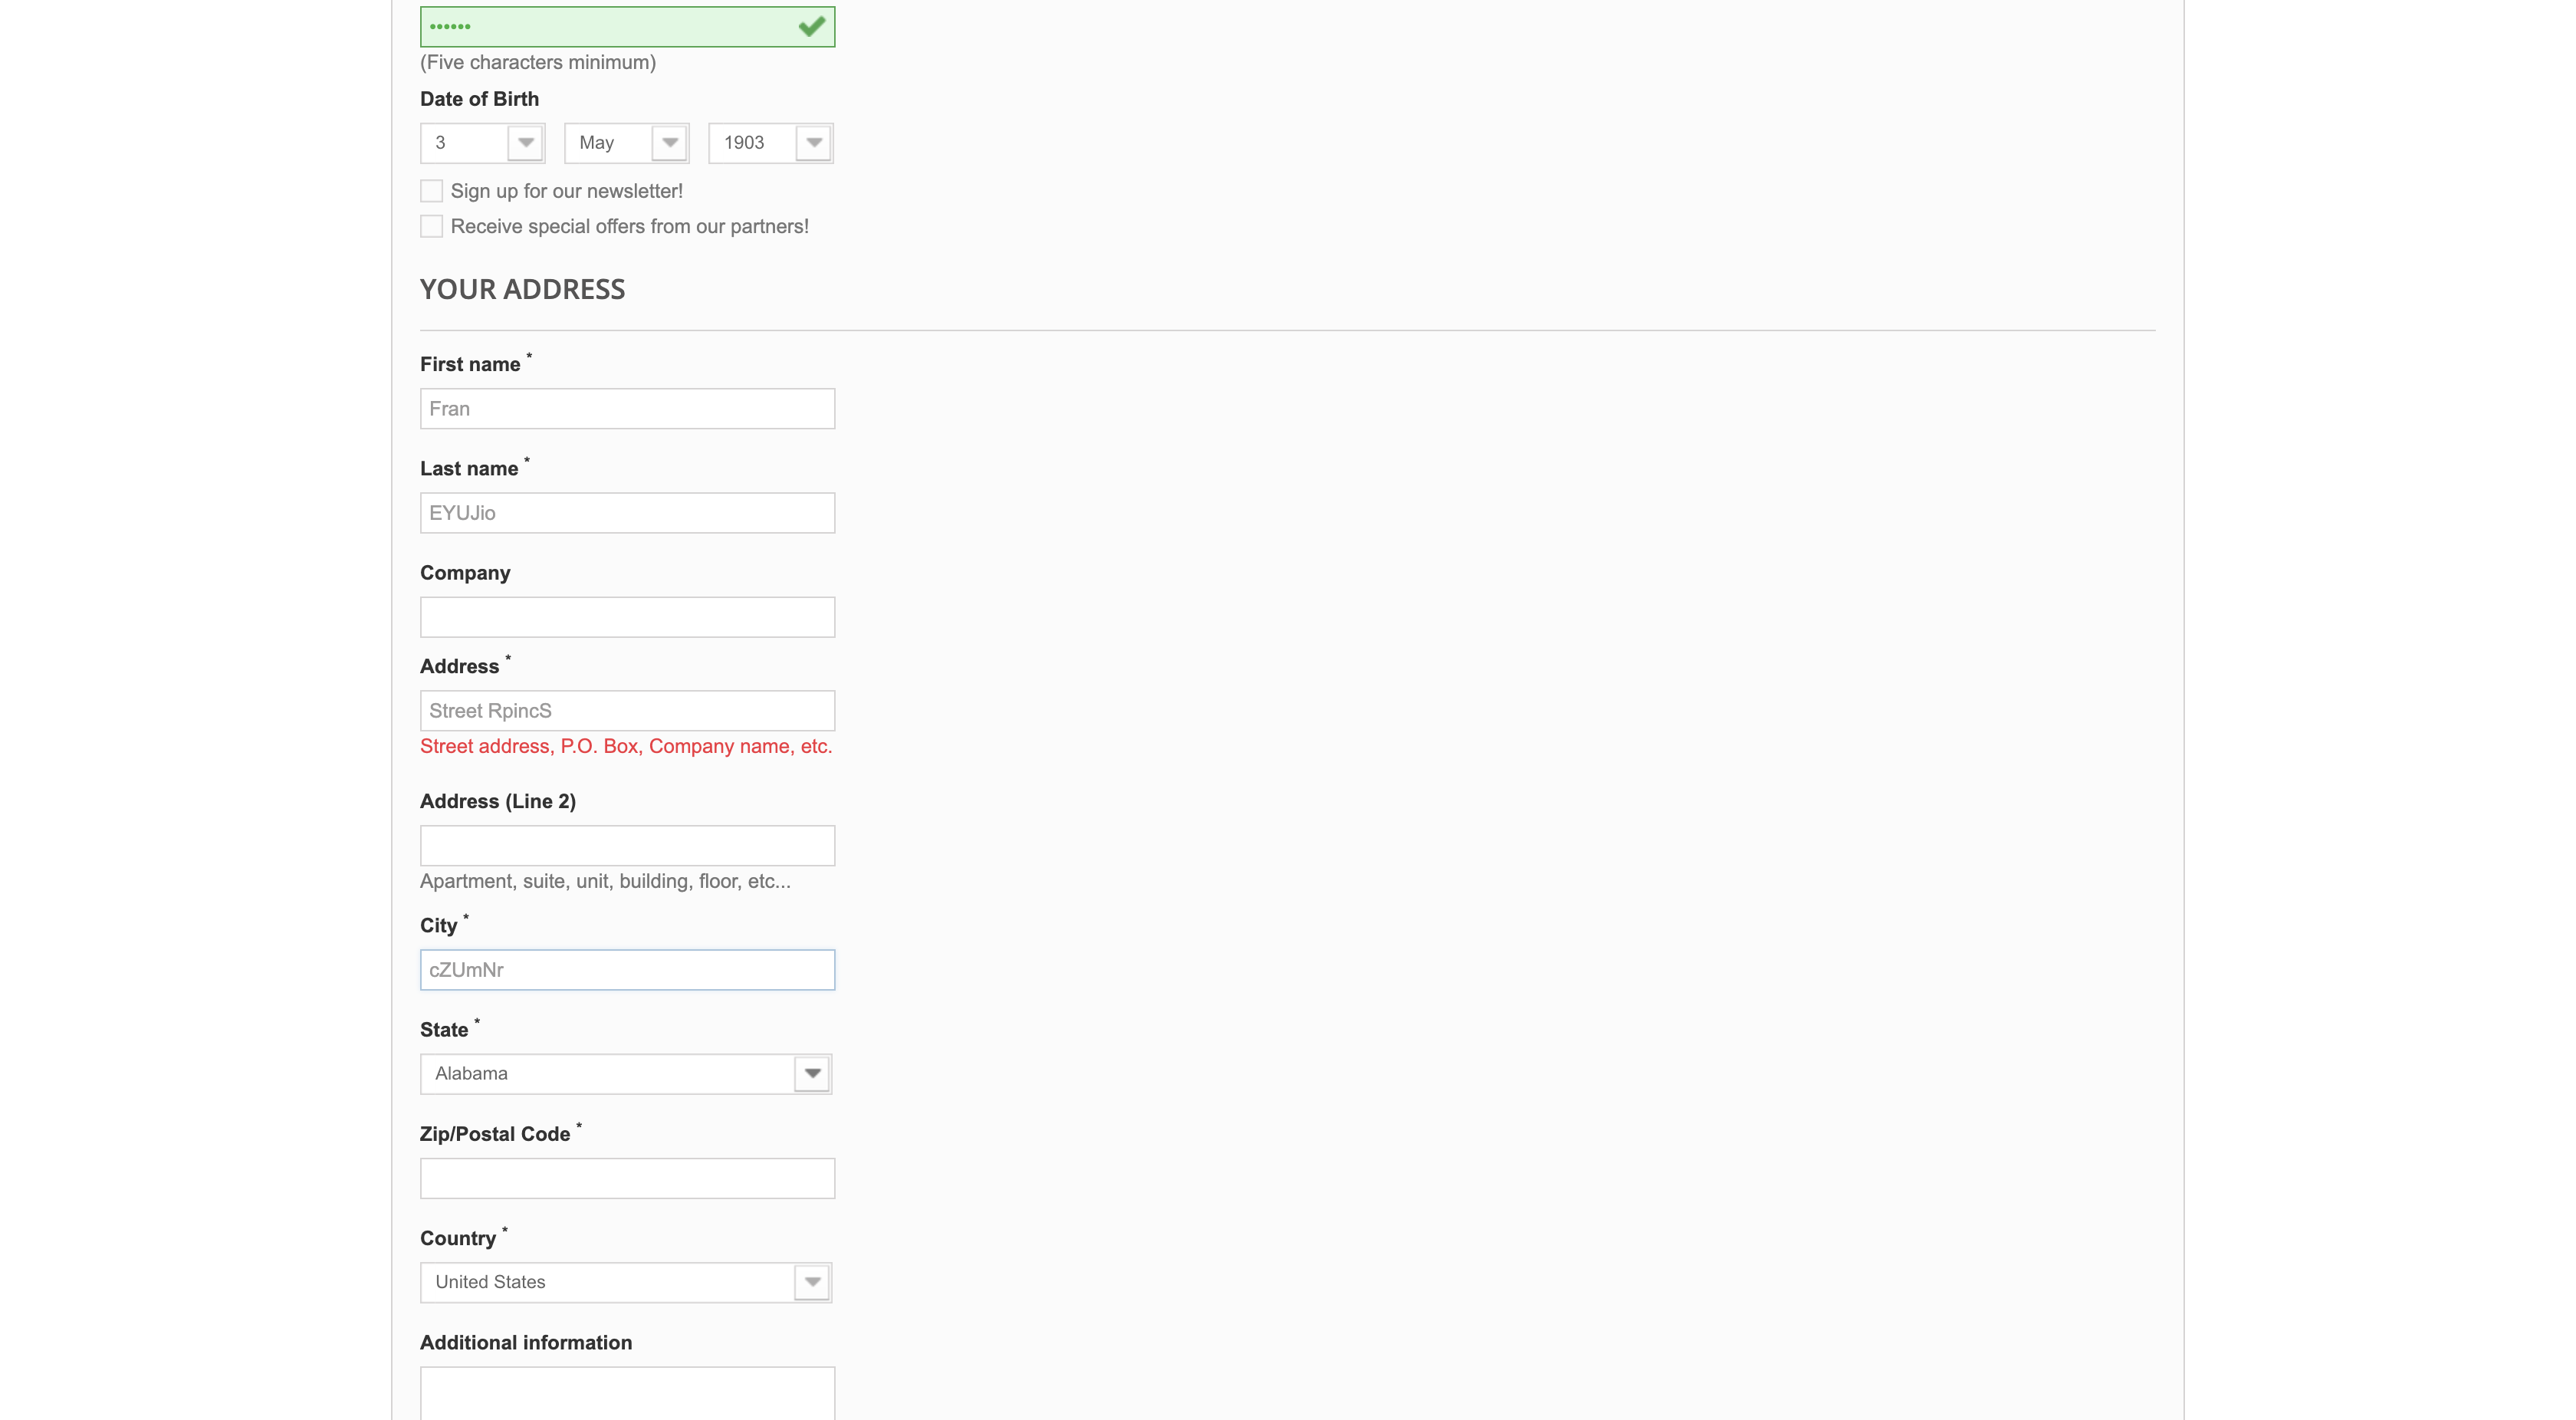 ••••••
(Five characters minimum)
Date of Birth
3 May 1903
Sign up for our newsletter!
Receive special offers from our partners!
YOUR ADDRESS
First name *
Fran
Last name *
EYUJio
Company
Address *
Street RpincS
Street address, P.O. Box, Company name, etc.
Address (Line 2)
Apartment, suite, unit, building, floor, etc...
City *
cZUmNr
State *
Alabama
Zip/Postal Code *
Country *
United States
Additional information